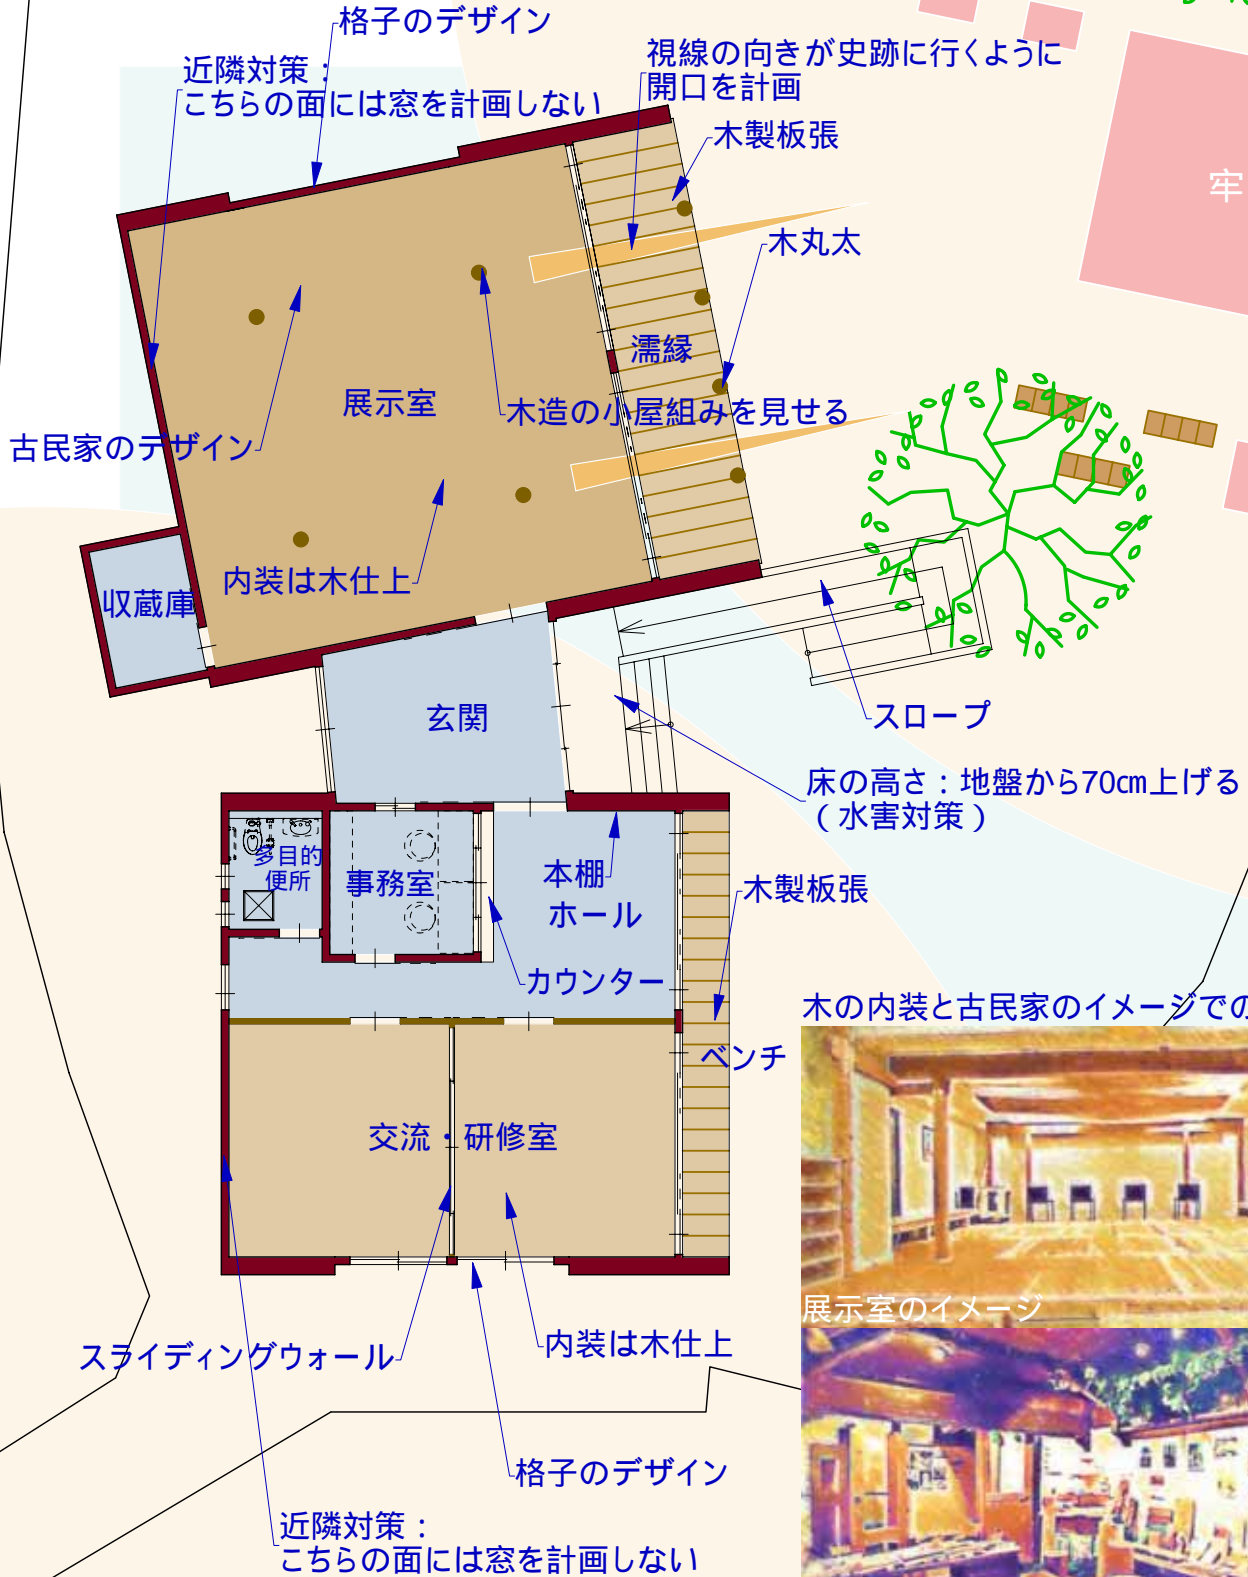 格子のデザイン
近隣対策：
こちらの面には窓を計画しない
視線の向きが史跡に行くように
開口を計画
木製板張
牢
木丸太
濡縁
展示室
木造の小屋組みを見せる
古民家のデザイン
内装は木仕上
収蔵庫
玄関
スロープ
床の高さ：地盤から70cm上げる
（水害対策）
多目的
便所
事務室
本棚
ホール
木製板張
カウンター
木の内装と古民家のイメージでの
ベンチ
交流・研修室
展示室のイメージ
スライディングウォール
内装は木仕上
格子のデザイン
近隣対策：
こちらの面には窓を計画しない